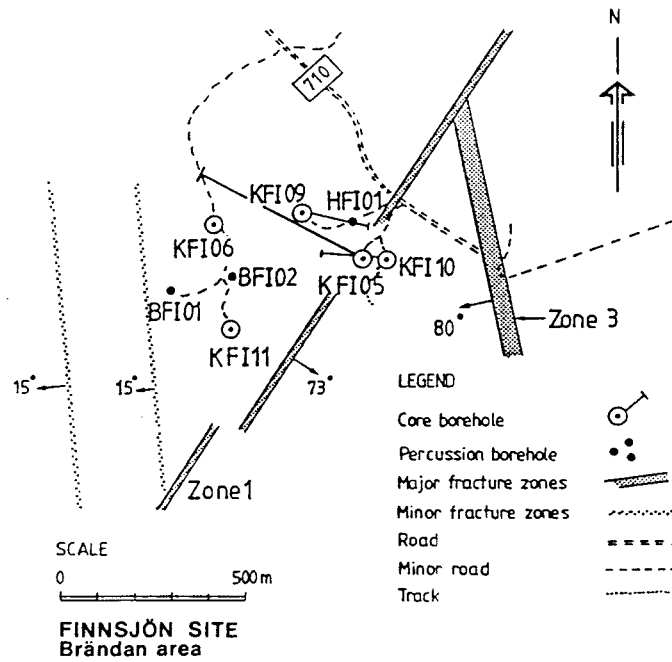 N
710
KFI09
HFI01
KFI06
KFI10
BFI02
KFI05
BFI01
80°
Zone 3
KFI11
15°
15°
73°
LEGEND
Core borehole
Percussion borehole
Major fracture zones
Zone1
Minor fracture zones
SCALE
Road
0 500m
Minor road
Track
FINNSJÖN SITE
Brändan area